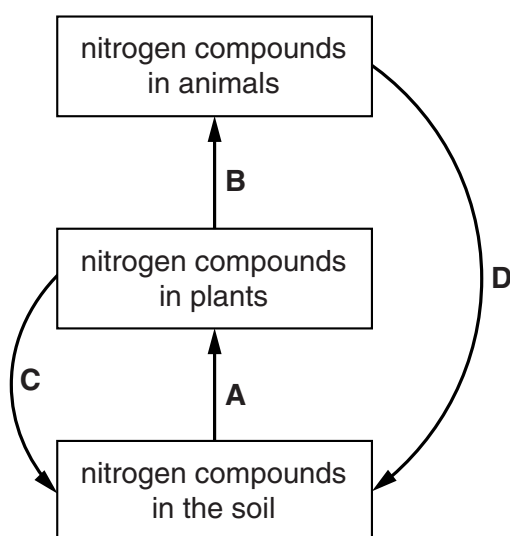 nitrogen compounds
in animals
B
nitrogen compounds
in plants
D
C
A
nitrogen compounds
in the soil